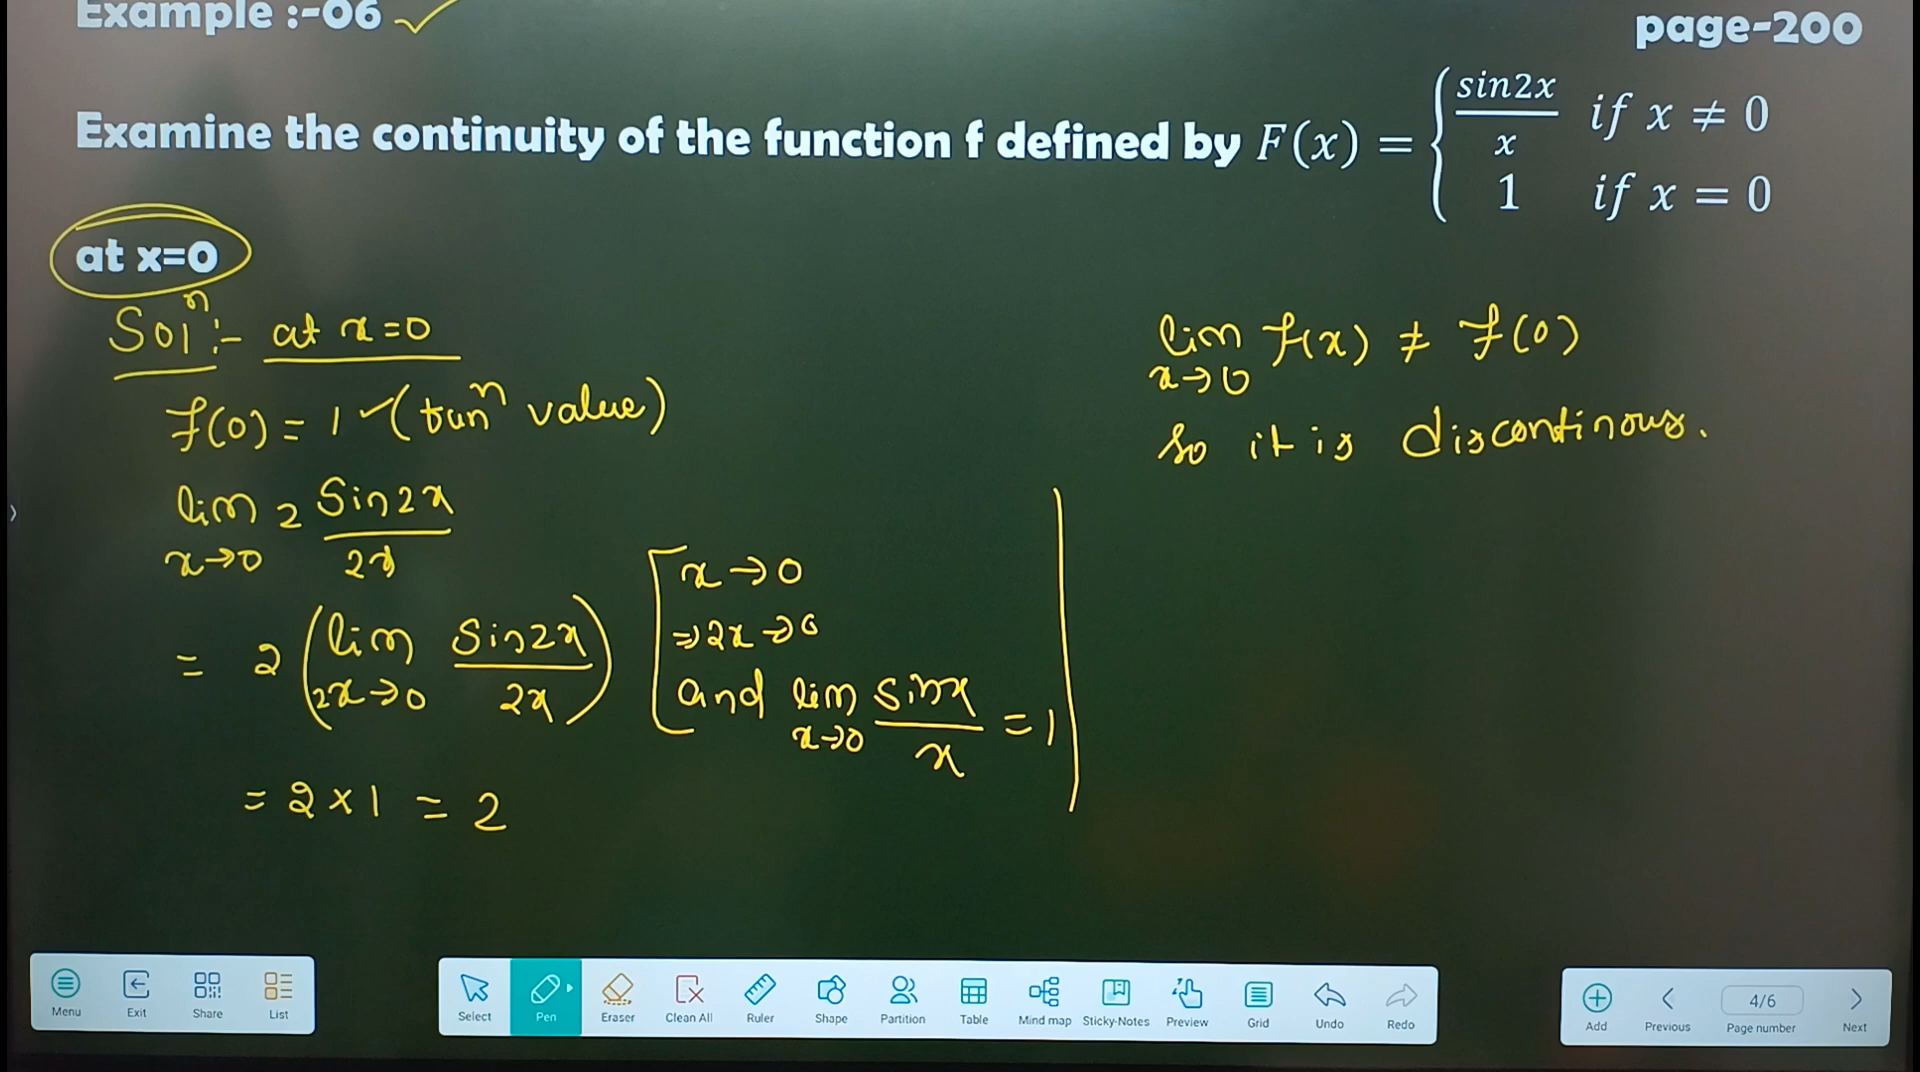 Example :-06
page-200
Examine the continuity of the function f defined by F(x) = { sin2x / x if x ≠ 0
1 if x = 0
at x=0
Solⁿ:- at x=0
f(0) = 1 (funⁿ value)
lim x→0 2 Sin2x / 2x
= 2 ( lim 2x→0 Sin2x / 2x ) [ x→0
⇒ 2x→0
and lim x→0 sinx / x = 1
= 2 × 1 = 2
lim x→0 f(x) ≠ f(0)
So it is discontinous.
Menu
Exit
Share
List
Select
Pen
Eraser
Clean All
Ruler
Shape
Partition
Table
Mind map
Sticky-Notes
Preview
Grid
Undo
Redo
Add
Previous
4/6
Page number
Next